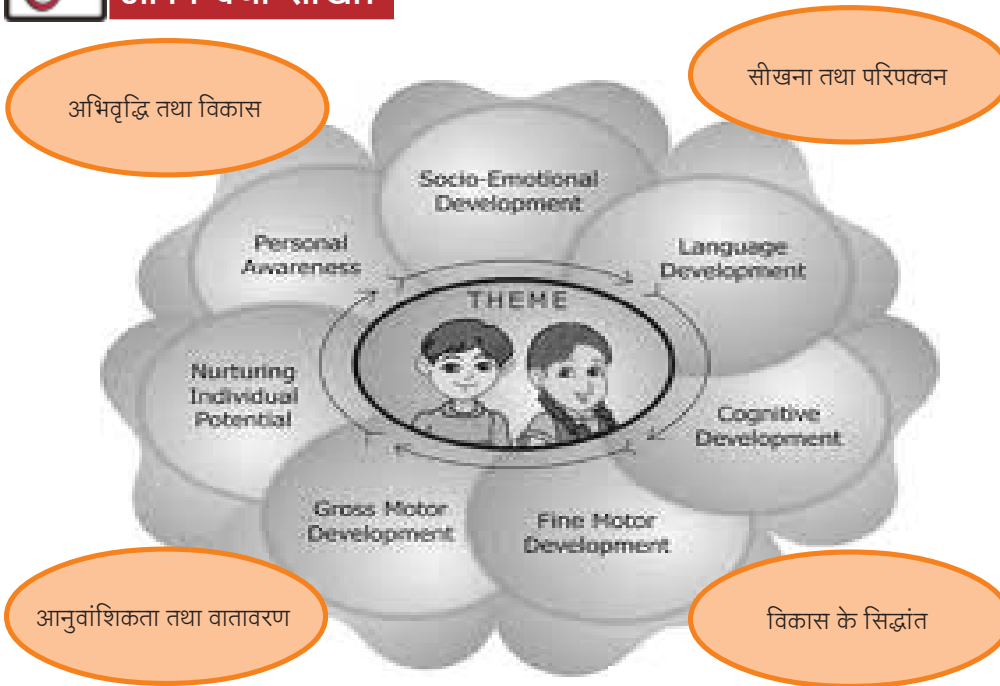 अभिवृद्धि तथा विकास
सीखना तथा परिपक्वन
Socio-Emotional
Development
Personal
Awareness
Language
Development
THEME
Nurturing
Individual
Potential
Cognitive
Development
Gross Motor
Development
Fine Motor
Development
आनुवांशिकता तथा वातावरण
विकास के सिद्धांत